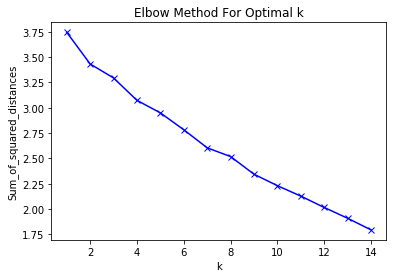 Elbow Method For Optimal k
Sum_of_squared_distances
3.75
3.50
3.25
3.00
2.75
2.50
2.25
2.00
1.75
2 4 6 8 10 12 14
k